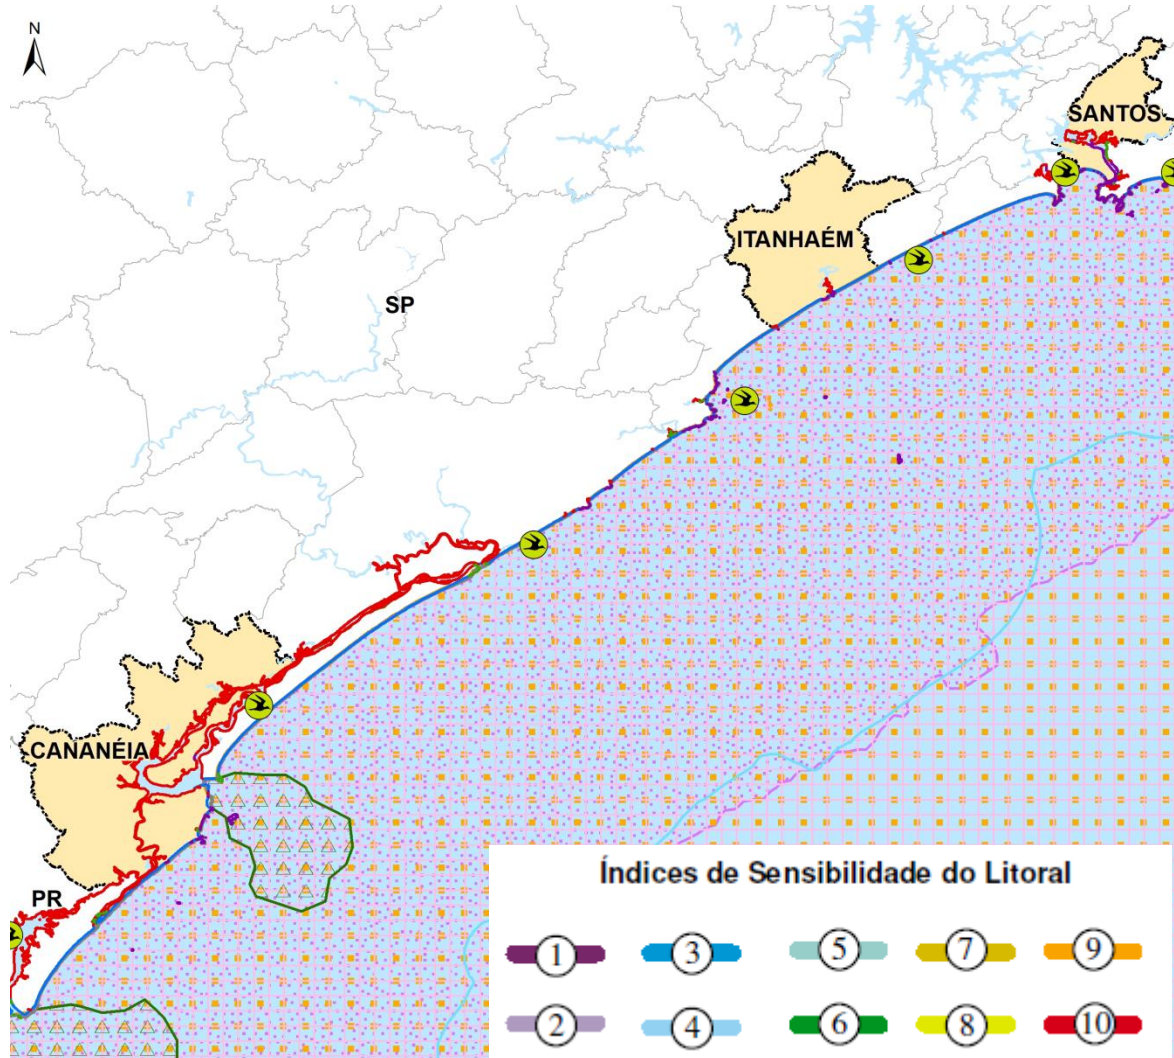 N
SANTOS
ITANHAÉM
SP
CANANÉIA
PR
Índices de Sensibilidade do Litoral
1 3 5 7 9
2 4 6 8 10